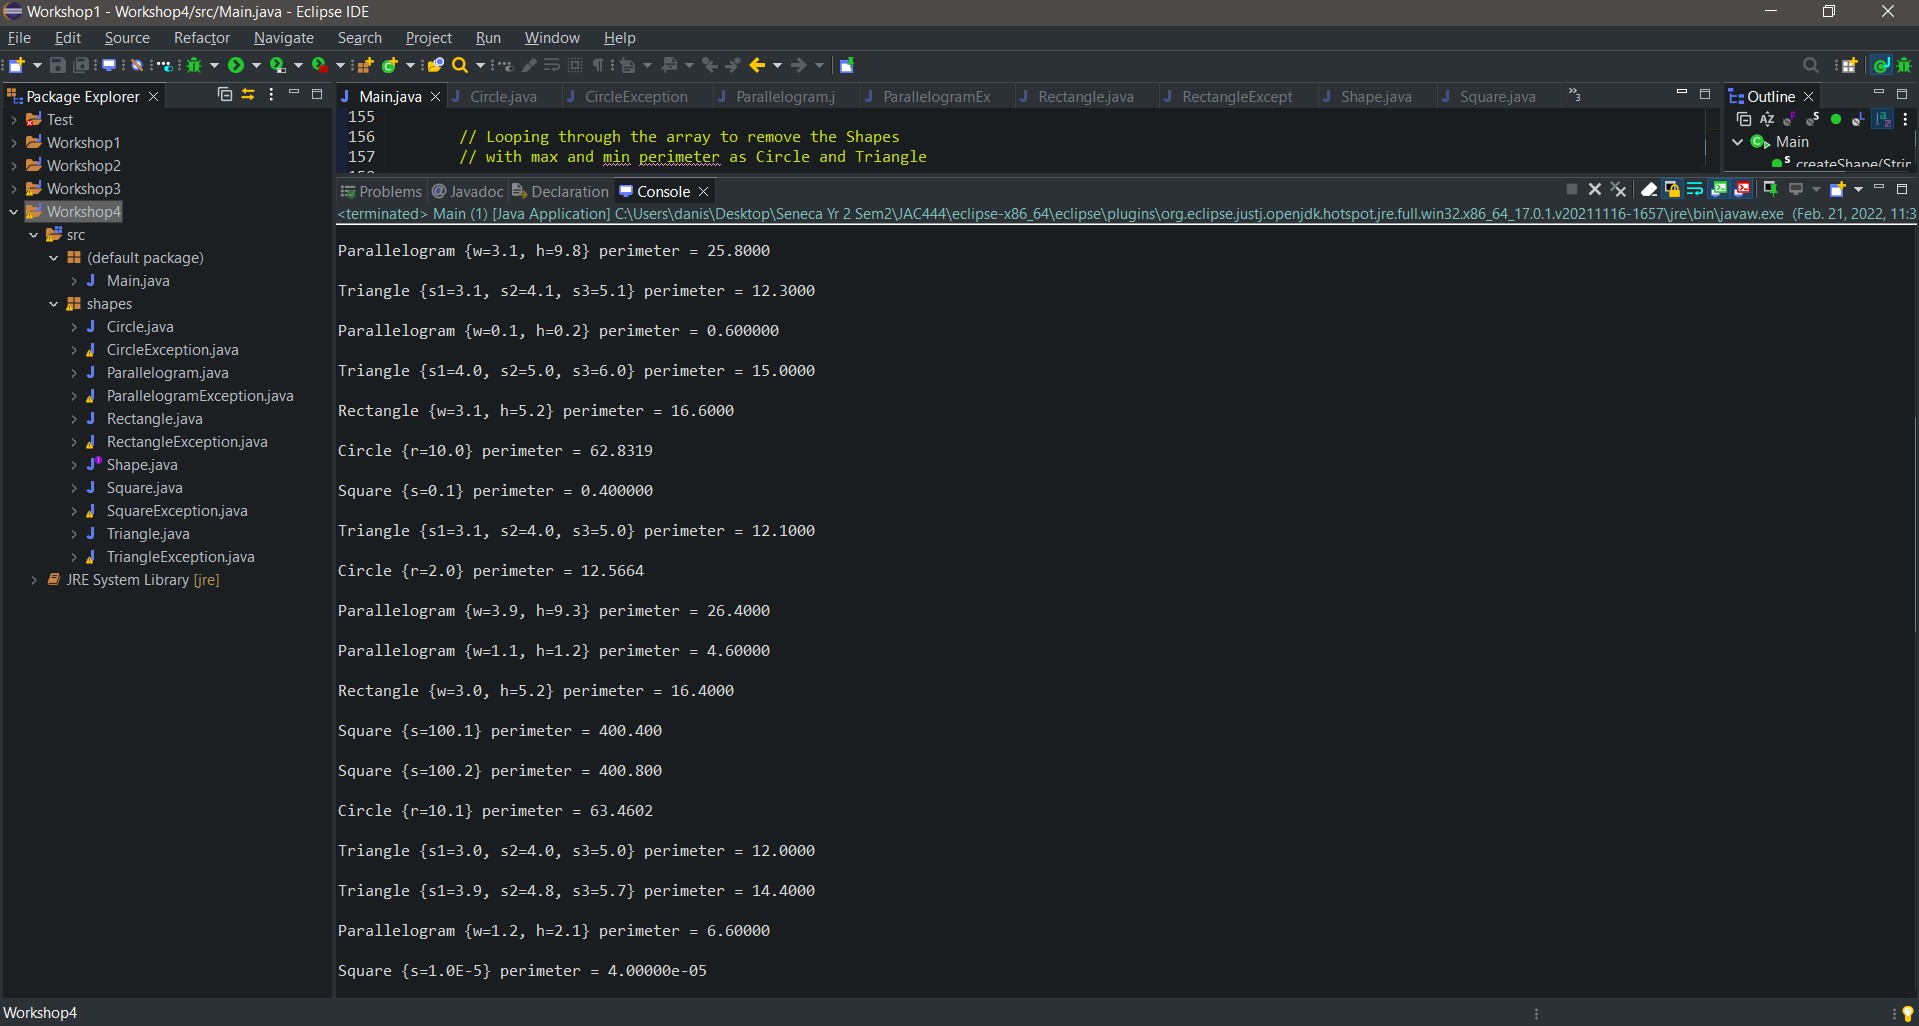 Workshop1 - Workshop4/src/Main.java - Eclipse IDE
File Edit Source Refactor Navigate Search Project Run Window Help
Package Explorer
Test
Workshop1
Workshop2
Workshop3
Workshop4
src
(default package)
Main.java
shapes
Circle.java
CircleException.java
Parallelogram.java
ParallelogramException.java
Rectangle.java
RectangleException.java
Shape.java
Square.java
SquareException.java
Triangle.java
TriangleException.java
JRE System Library [jre]
Main.java Circle.java CircleException Parallelogram.j ParallelogramEx Rectangle.java RectangleExcept Shape.java Square.java »3
155
156 // Looping through the array to remove the Shapes
157 // with max and min perimeter as Circle and Triangle
Outline
Main
createShape(Strin
Problems @ Javadoc Declaration Console
<terminated> Main (1) [Java Application] C:\Users\danis\Desktop\Seneca Yr 2 Sem2\JAC444\eclipse-x86_64\eclipse\plugins\org.eclipse.justj.openjdk.hotspot.jre.full.win32.x86_64_17.0.1.v20211116-1657\jre\bin\javaw.exe (Feb. 21, 2022, 11:3
Parallelogram {w=3.1, h=9.8} perimeter = 25.8000
Triangle {s1=3.1, s2=4.1, s3=5.1} perimeter = 12.3000
Parallelogram {w=0.1, h=0.2} perimeter = 0.600000
Triangle {s1=4.0, s2=5.0, s3=6.0} perimeter = 15.0000
Rectangle {w=3.1, h=5.2} perimeter = 16.6000
Circle {r=10.0} perimeter = 62.8319
Square {s=0.1} perimeter = 0.400000
Triangle {s1=3.1, s2=4.0, s3=5.0} perimeter = 12.1000
Circle {r=2.0} perimeter = 12.5664
Parallelogram {w=3.9, h=9.3} perimeter = 26.4000
Parallelogram {w=1.1, h=1.2} perimeter = 4.60000
Rectangle {w=3.0, h=5.2} perimeter = 16.4000
Square {s=100.1} perimeter = 400.400
Square {s=100.2} perimeter = 400.800
Circle {r=10.1} perimeter = 63.4602
Triangle {s1=3.0, s2=4.0, s3=5.0} perimeter = 12.0000
Triangle {s1=3.9, s2=4.8, s3=5.7} perimeter = 14.4000
Parallelogram {w=1.2, h=2.1} perimeter = 6.60000
Square {s=1.0E-5} perimeter = 4.00000e-05
Workshop4